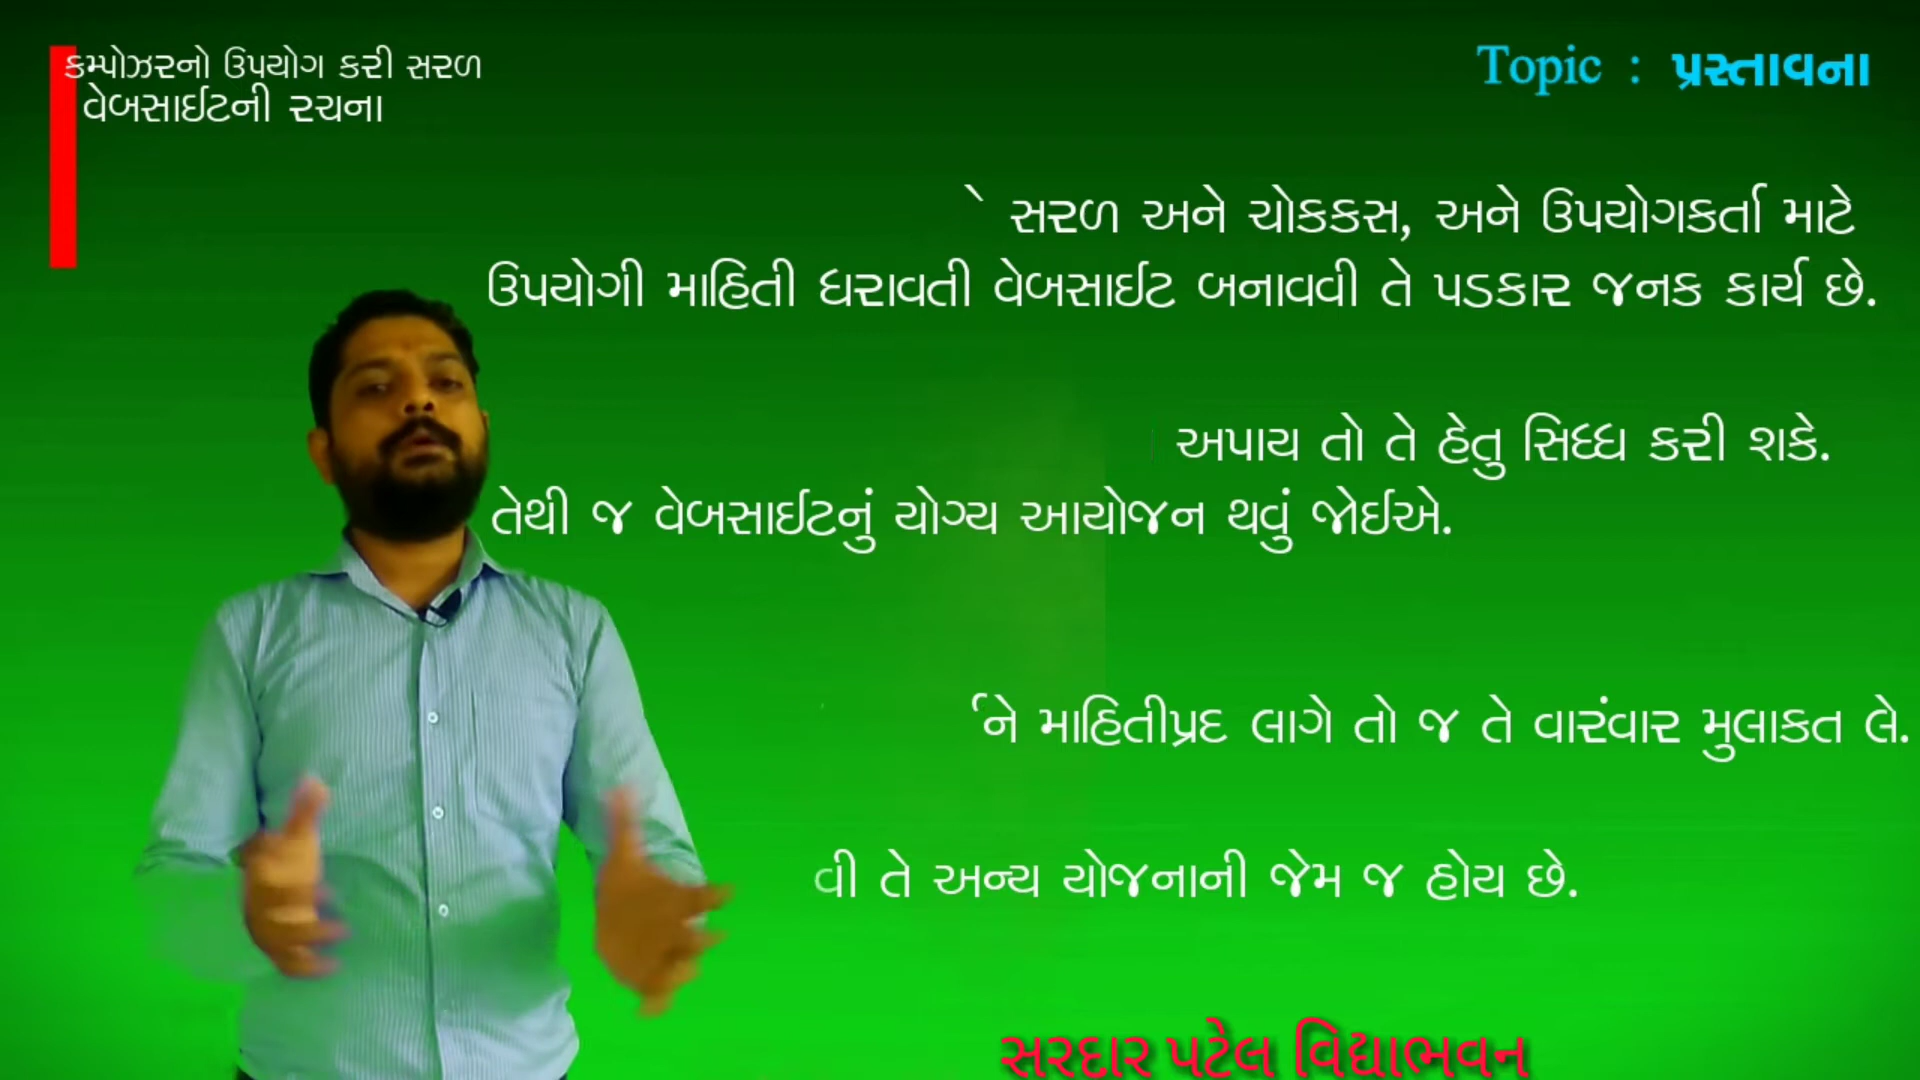 કમ્પોઝરનો ઉપયોગ કરી સરળ
વેબસાઈટની રચના
Topic : પ્રસ્તાવના
સરળ અને ચોકકસ, અને ઉપયોગકર્તા માટે
ઉપયોગી માહિતી ધરાવતી વેબસાઈટ બનાવવી તે પડકાર જનક કાર્ય છે.
અપાય તો તે હેતુ સિધ્ધ કરી શકે.
તેથી જ વેબસાઈટનું યોગ્ય આયોજન થવું જોઈએ.
માહિતીપ્રદ લાગે તો જ તે વારંવાર મુલાકત લે.
તે અન્ય યોજનાની જેમ જ હોય છે.
સરદાર પટેલ વિદ્યાભવન